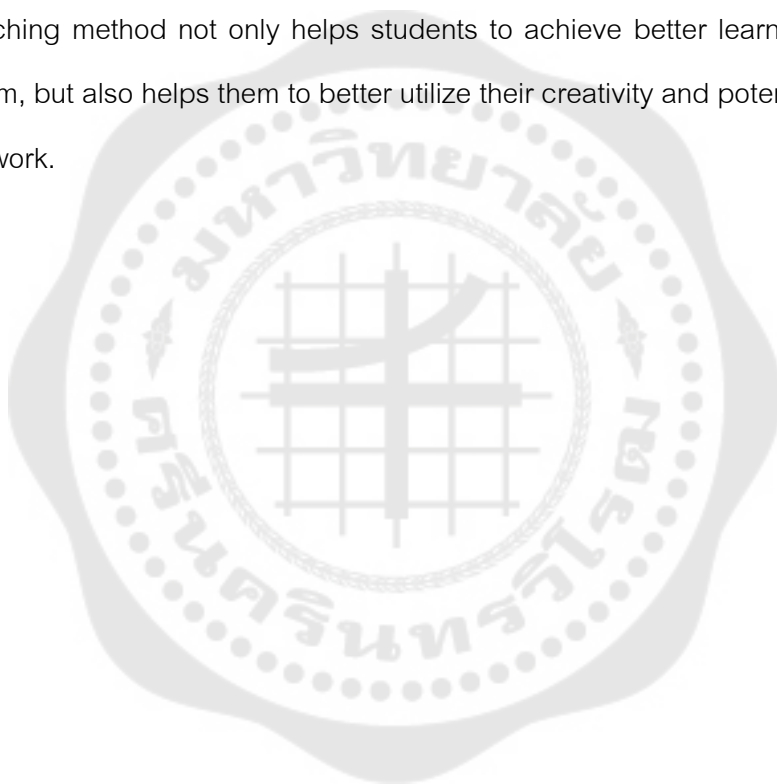 ching method not only helps students to achieve better learn
m, but also helps them to better utilize their creativity and poten
work.
มหาวิทยาลัย
ศรีนครินทรวิโรฒ